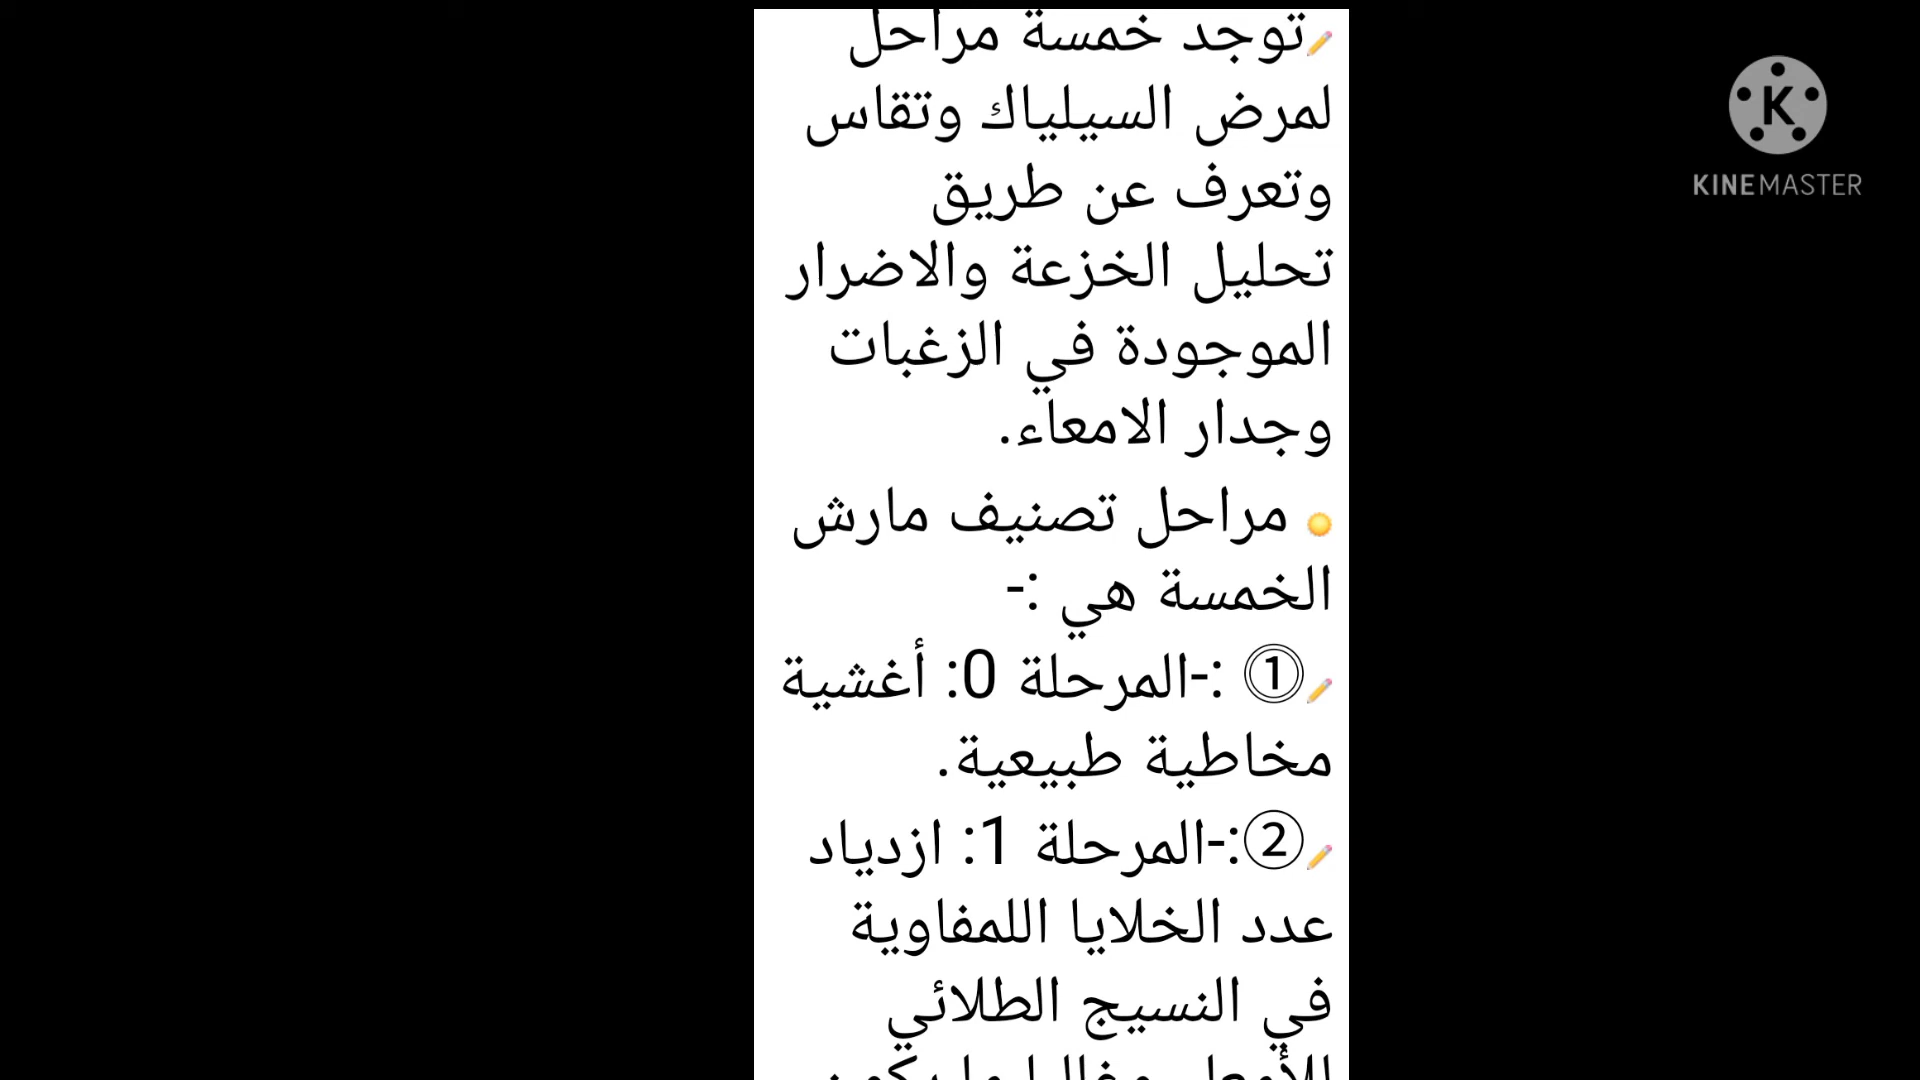 ✏️توجد خمسة مراحل
لمرض السيلياك وتقاس
وتعرف عن طريق
تحليل الخزعة والاضرار
الموجودة في الزغبات
وجدار الامعاء.
مراحل تصنيف مارش
الخمسة هي :-
✏️① :-المرحلة 0: أغشية
مخاطية طبيعية.
✏️②:-المرحلة 1: ازدياد
عدد الخلايا اللمفاوية
في النسيج الطلائي
K
KINEMASTER